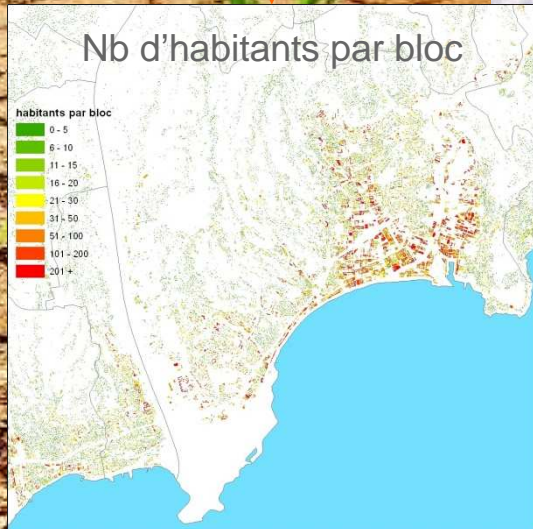 Nb d'habitants par bloc
habitants par bloc
0 - 5
6 - 10
11 - 15
16 - 20
21 - 30
31 - 50
51 - 100
101 - 200
201 +